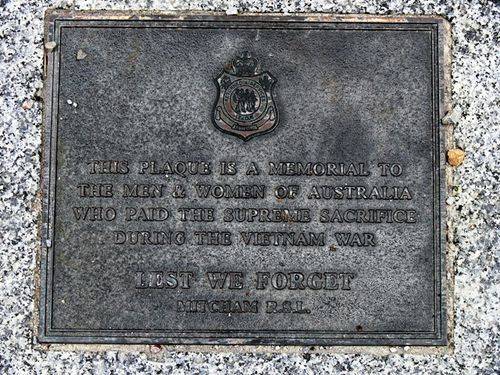 THIS PLAQUE IS A MEMORIAL TO
THE MEN & WOMEN OF AUSTRALIA
WHO PAID THE SUPREME SACRIFICE
DURING THE VIETNAM WAR
LEST WE FORGET
MITCHAM R.S.L.